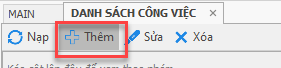 MAIN DANH SÁCH CÔNG VIỆC ×
Nạp Thêm Sửa Xóa